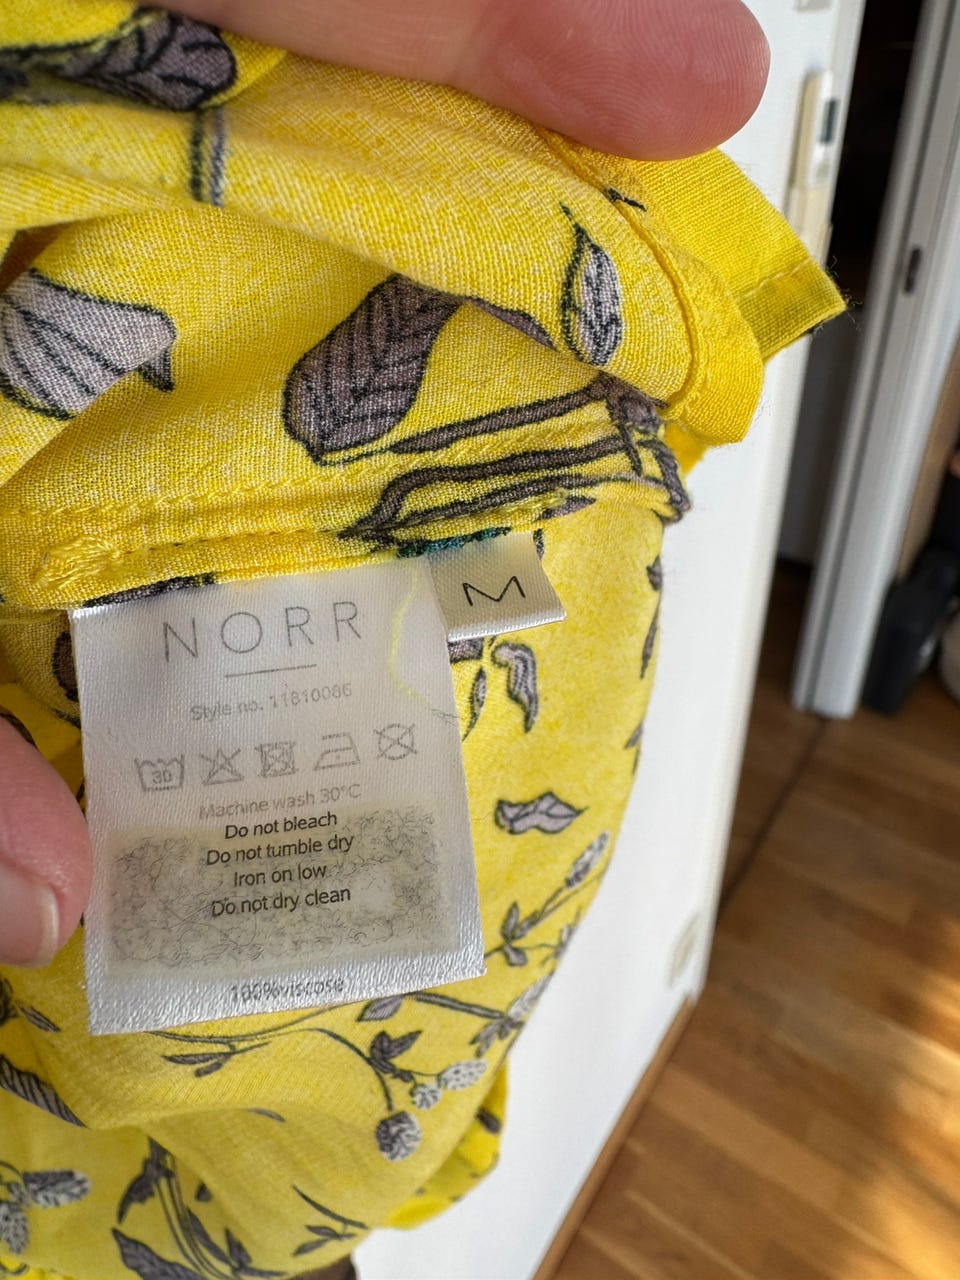 NORR
M
Style no. 11810086
30
Machine wash 30°C
Do not bleach
Do not tumble dry
Iron on low
Do not dry clean
100%viscose